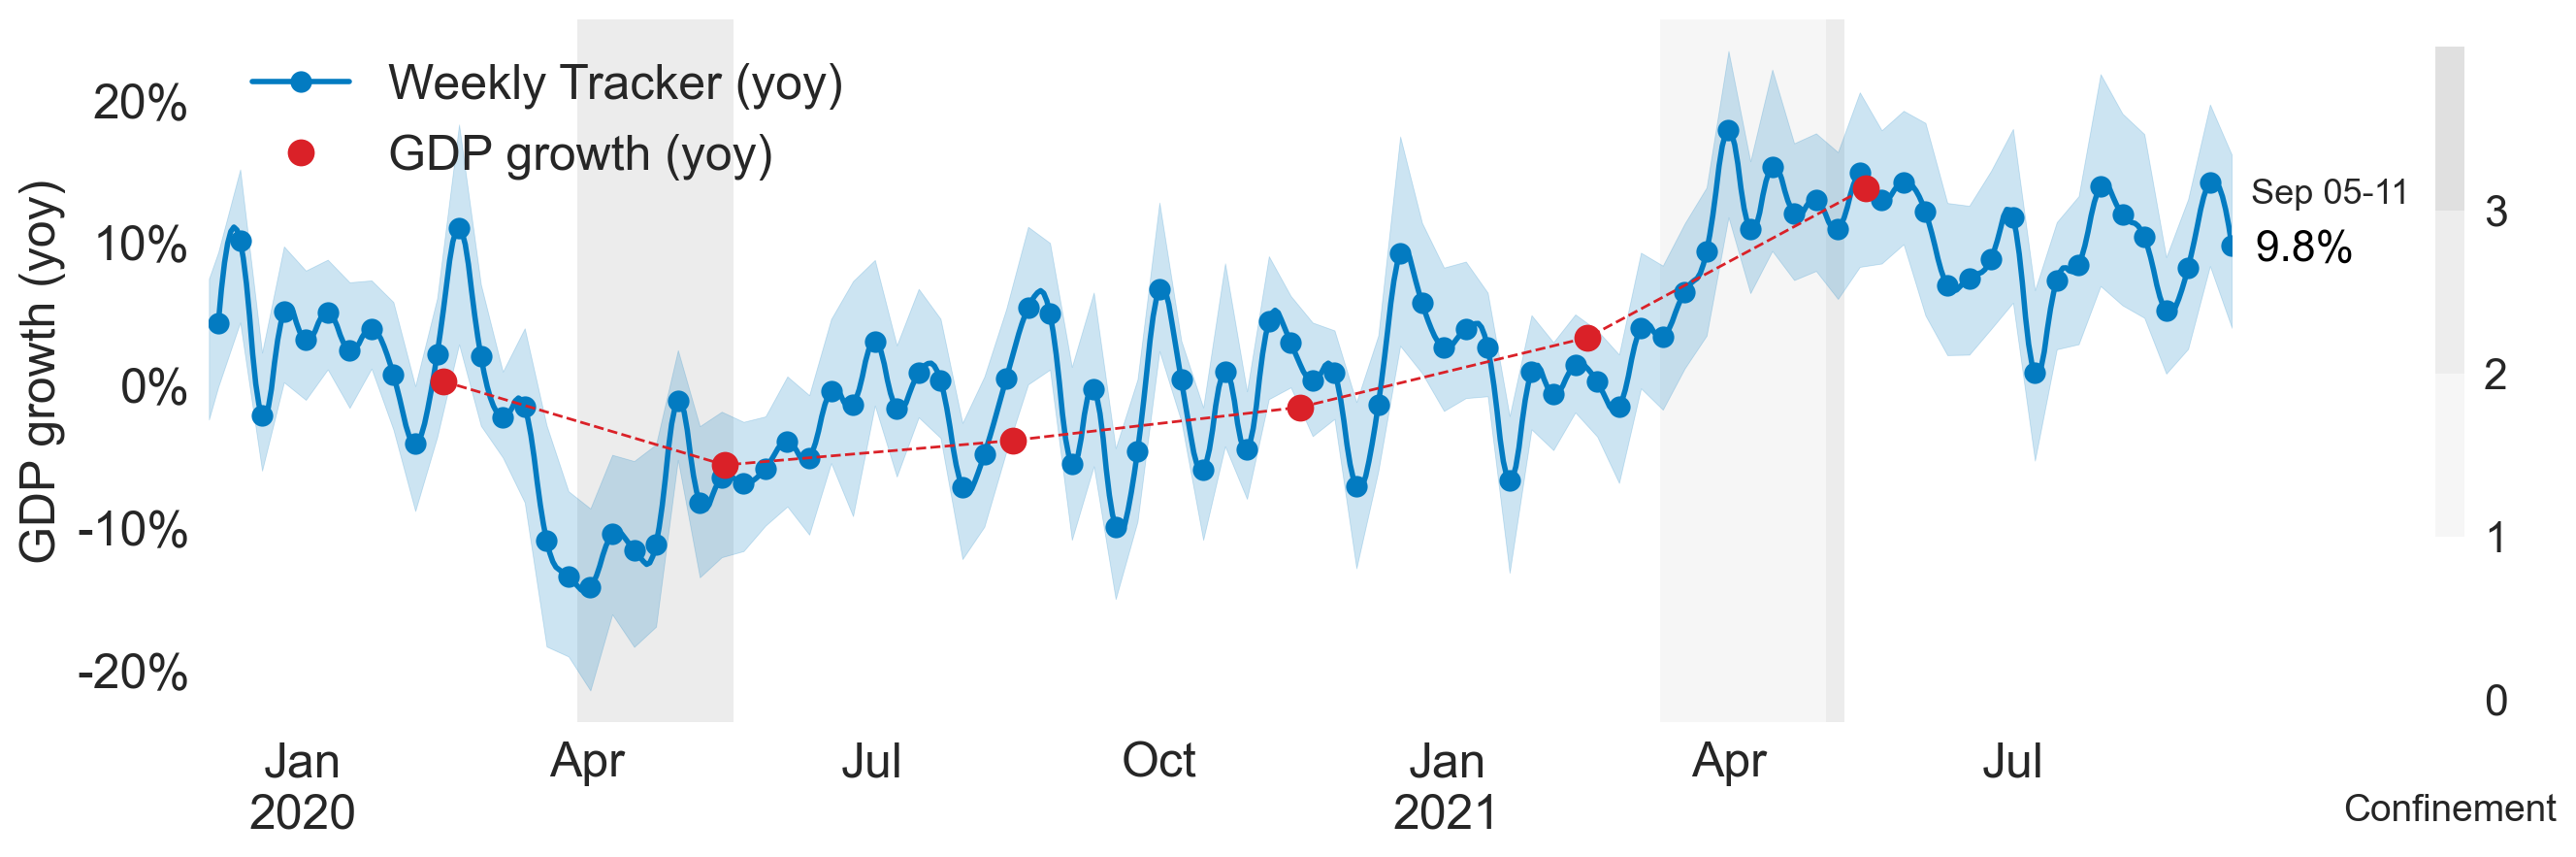 Weekly Tracker (yoy)
GDP growth (yoy)
GDP growth (yoy)
20%
10%
0%
-10%
-20%
Jan
2020
Apr
Jul
Oct
Jan
2021
Apr
Jul
Sep 05-11
9.8%
3
2
1
0
Confinement